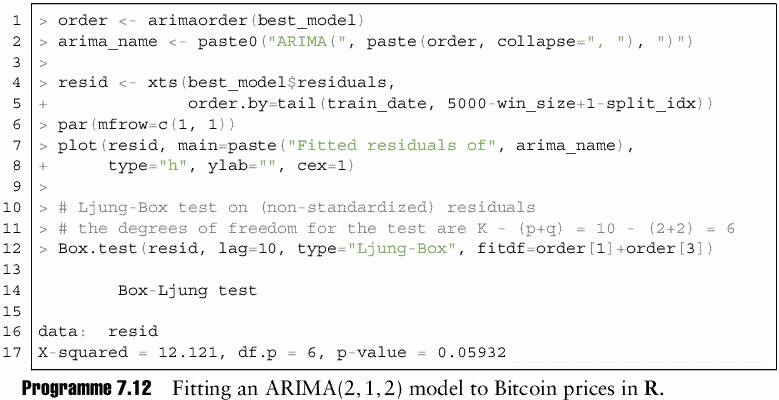 1 > order <- arimaorder(best_model)
2 > arima_name <- paste0("ARIMA(", paste(order, collapse=", "), ")")
3 >
4 > resid <- xts(best_model$residuals,
5 + order.by=tail(train_date, 5000-win_size+1-split_idx))
6 > par(mfrow=c(1, 1))
7 > plot(resid, main=paste("Fitted residuals of", arima_name),
8 + type="h", ylab="", cex=1)
9 >
10 > # Ljung-Box test on (non-standardized) residuals
11 > # the degrees of freedom for the test are K - (p+q) = 10 - (2+2) = 6
12 > Box.test(resid, lag=10, type="Ljung-Box", fitdf=order[1]+order[3])
13
14 Box-Ljung test
15
16 data: resid
17 X-squared = 12.121, df.p = 6, p-value = 0.05932
Programme 7.12 Fitting an ARIMA(2,1,2) model to Bitcoin prices in R.